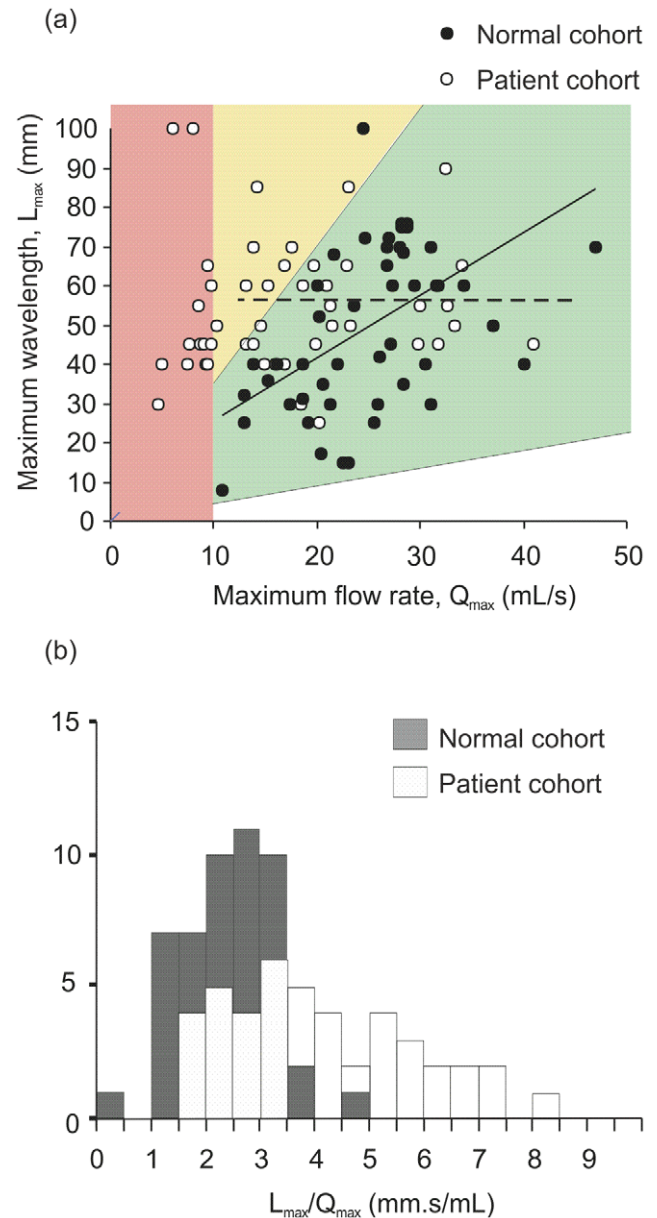 (a)
Normal cohort
Patient cohort
100
90
80
70
60
50
40
30
20
10
0
Maximum wavelength, Lmax (mm)
0 10 20 30 40 50
Maximum flow rate, Qmax (mL/s)
(b)
15
10
5
0
Normal cohort
Patient cohort
0 1 2 3 4 5 6 7 8 9
Lmax/Qmax (mm.s/mL)